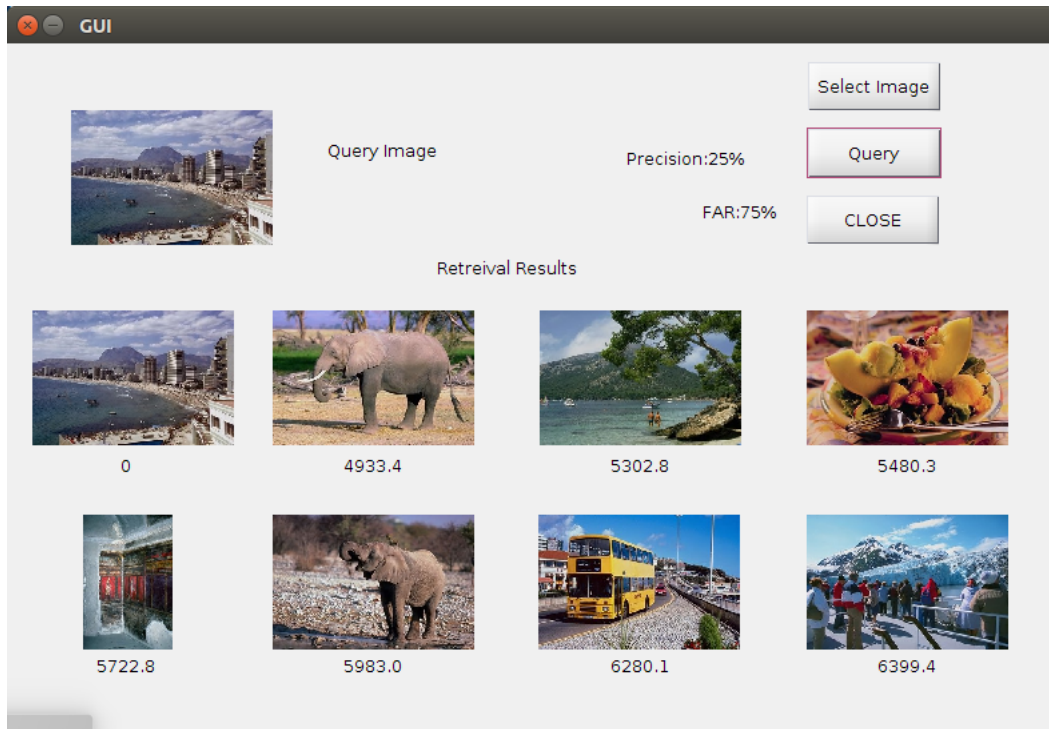 GUI
Select Image
Query Image
Precision:25%
Query
FAR:75%
CLOSE
Retreival Results
0
4933.4
5302.8
5480.3
5722.8
5983.0
6280.1
6399.4